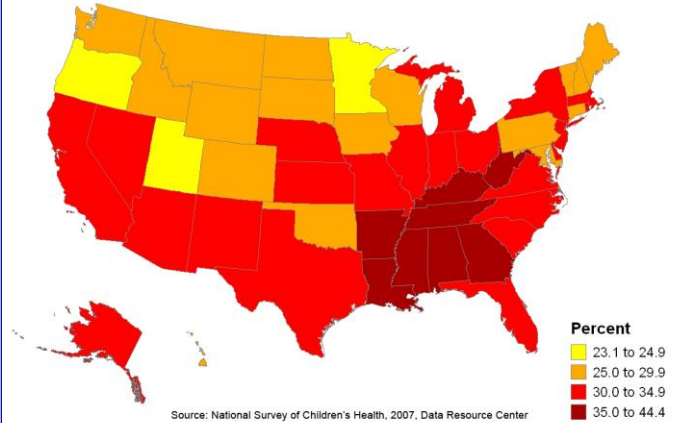 Percent
23.1 to 24.9
25.0 to 29.9
30.0 to 34.9
35.0 to 44.4
Source: National Survey of Children's Health, 2007, Data Resource Center